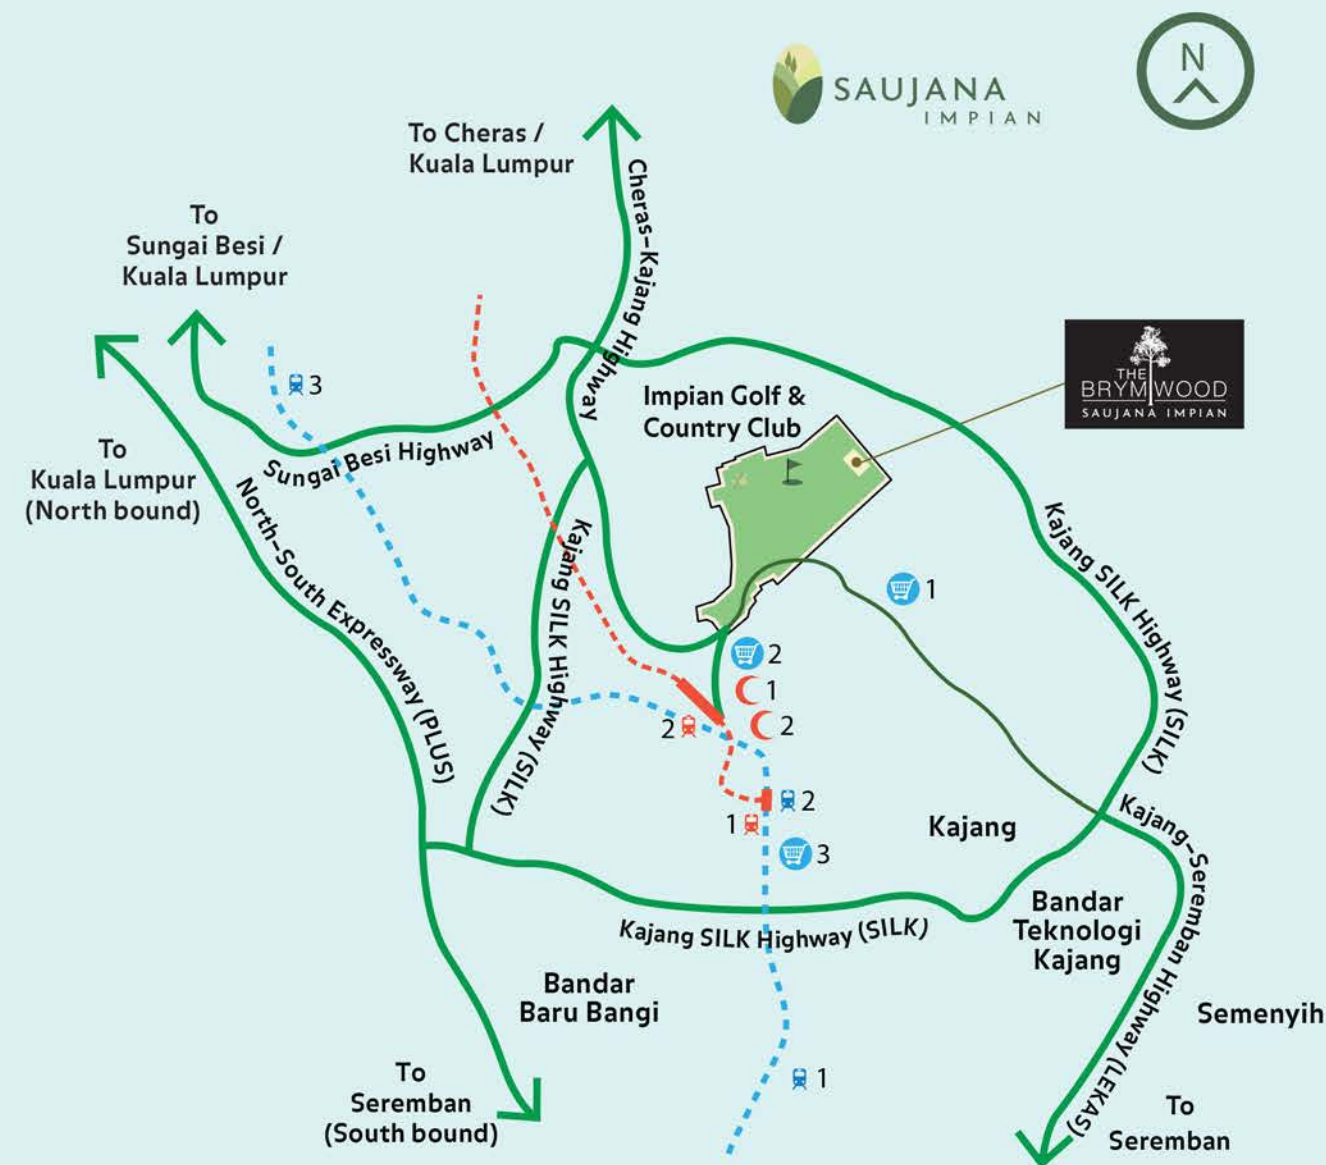 SAUJANA
IMPIAN
N
To Cheras /
Kuala Lumpur
Cheras–Kajang Highway
To
Sungai Besi /
Kuala Lumpur
3
THE
BRYMWOOD
SAUJANA IMPIAN
Impian Golf &
Country Club
To
Kuala Lumpur
(North bound)
Sungai Besi Highway
North–South Expressway (PLUS)
Kajang SILK Highway (SILK)
Kajang SILK Highway (SILK)
1
2
1
2
2
2
1
3
Kajang
Kajang–Seremban Highway (LEKAS)
Bandar
Teknologi
Kajang
Kajang SILK Highway (SILK)
Bandar
Baru Bangi
Semenyih
1
To
Seremban
(South bound)
To
Seremban